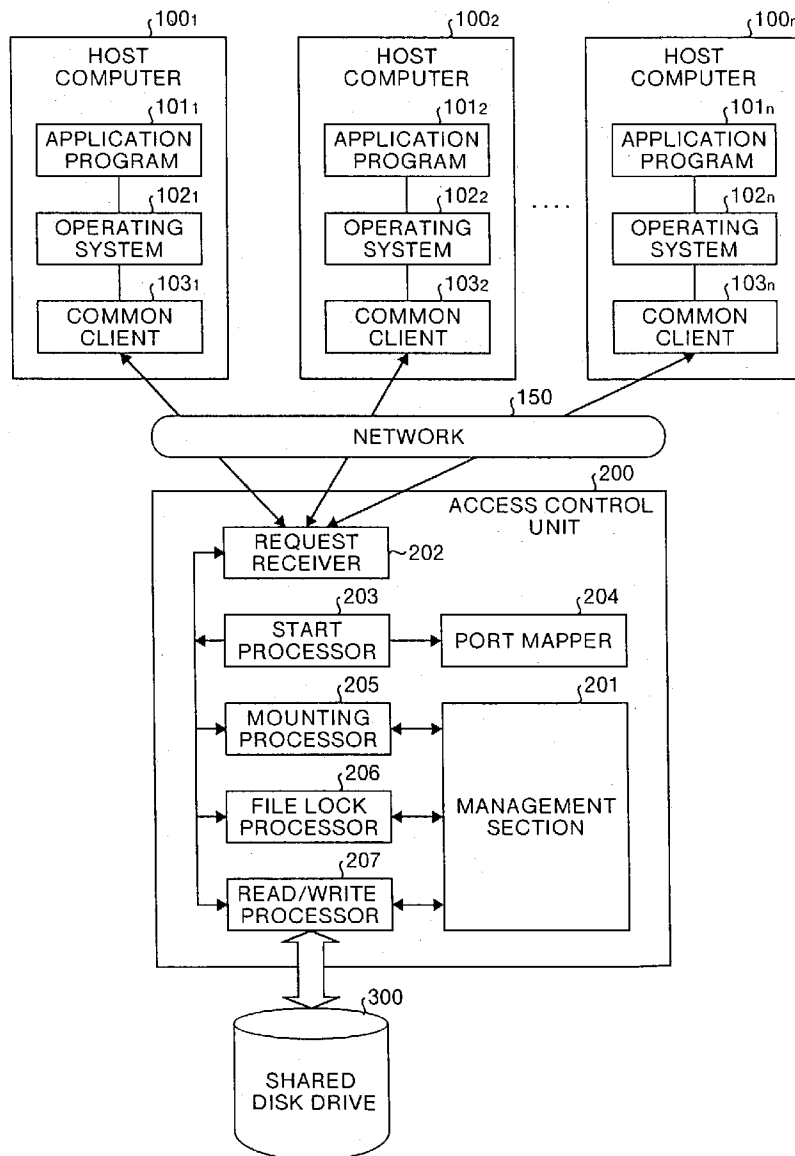 100₁
HOST
COMPUTER
101₁
APPLICATION
PROGRAM
102₁
OPERATING
SYSTEM
103₁
COMMON
CLIENT
100₂
HOST
COMPUTER
101₂
APPLICATION
PROGRAM
102₂
OPERATING
SYSTEM
103₂
COMMON
CLIENT
....
100n
HOST
COMPUTER
101n
APPLICATION
PROGRAM
102n
OPERATING
SYSTEM
103n
COMMON
CLIENT
150
NETWORK
200
ACCESS CONTROL
UNIT
REQUEST
RECEIVER
202
203
START
PROCESSOR
204
PORT MAPPER
205
MOUNTING
PROCESSOR
201
MANAGEMENT
SECTION
206
FILE LOCK
PROCESSOR
207
READ/WRITE
PROCESSOR
300
SHARED
DISK DRIVE